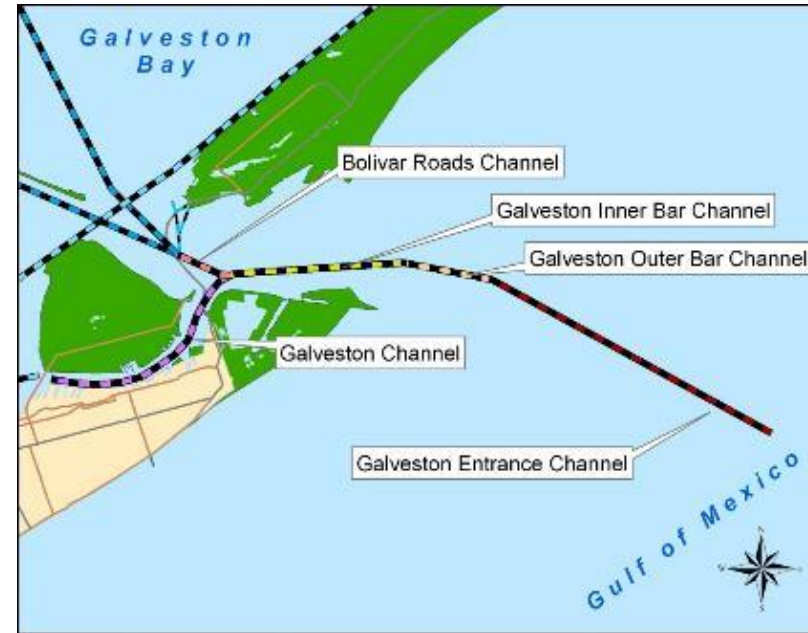 Galveston
Bay
Bolivar Roads Channel
Galveston Inner Bar Channel
Galveston Outer Bar Channel
Galveston Channel
Galveston Entrance Channel
Gulf of Mexico
N
S